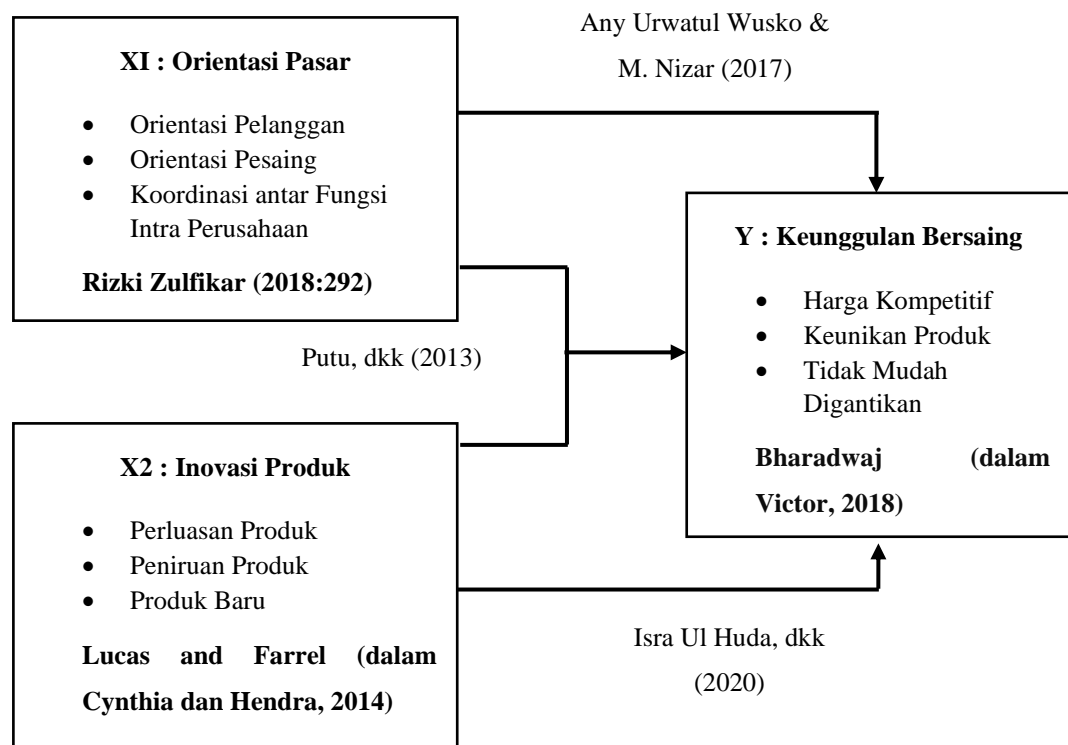 Any Urwatul Wusko &
M. Nizar (2017)
XI : Orientasi Pasar
• Orientasi Pelanggan
• Orientasi Pesaing
• Koordinasi antar Fungsi
Intra Perusahaan
Rizki Zulfikar (2018:292)
Putu, dkk (2013)
Y : Keunggulan Bersaing
• Harga Kompetitif
• Keunikan Produk
• Tidak Mudah
Digantikan
Bharadwaj (dalam
Victor, 2018)
X2 : Inovasi Produk
• Perluasan Produk
• Peniruan Produk
• Produk Baru
Lucas and Farrel (dalam
Cynthia dan Hendra, 2014)
Isra Ul Huda, dkk
(2020)